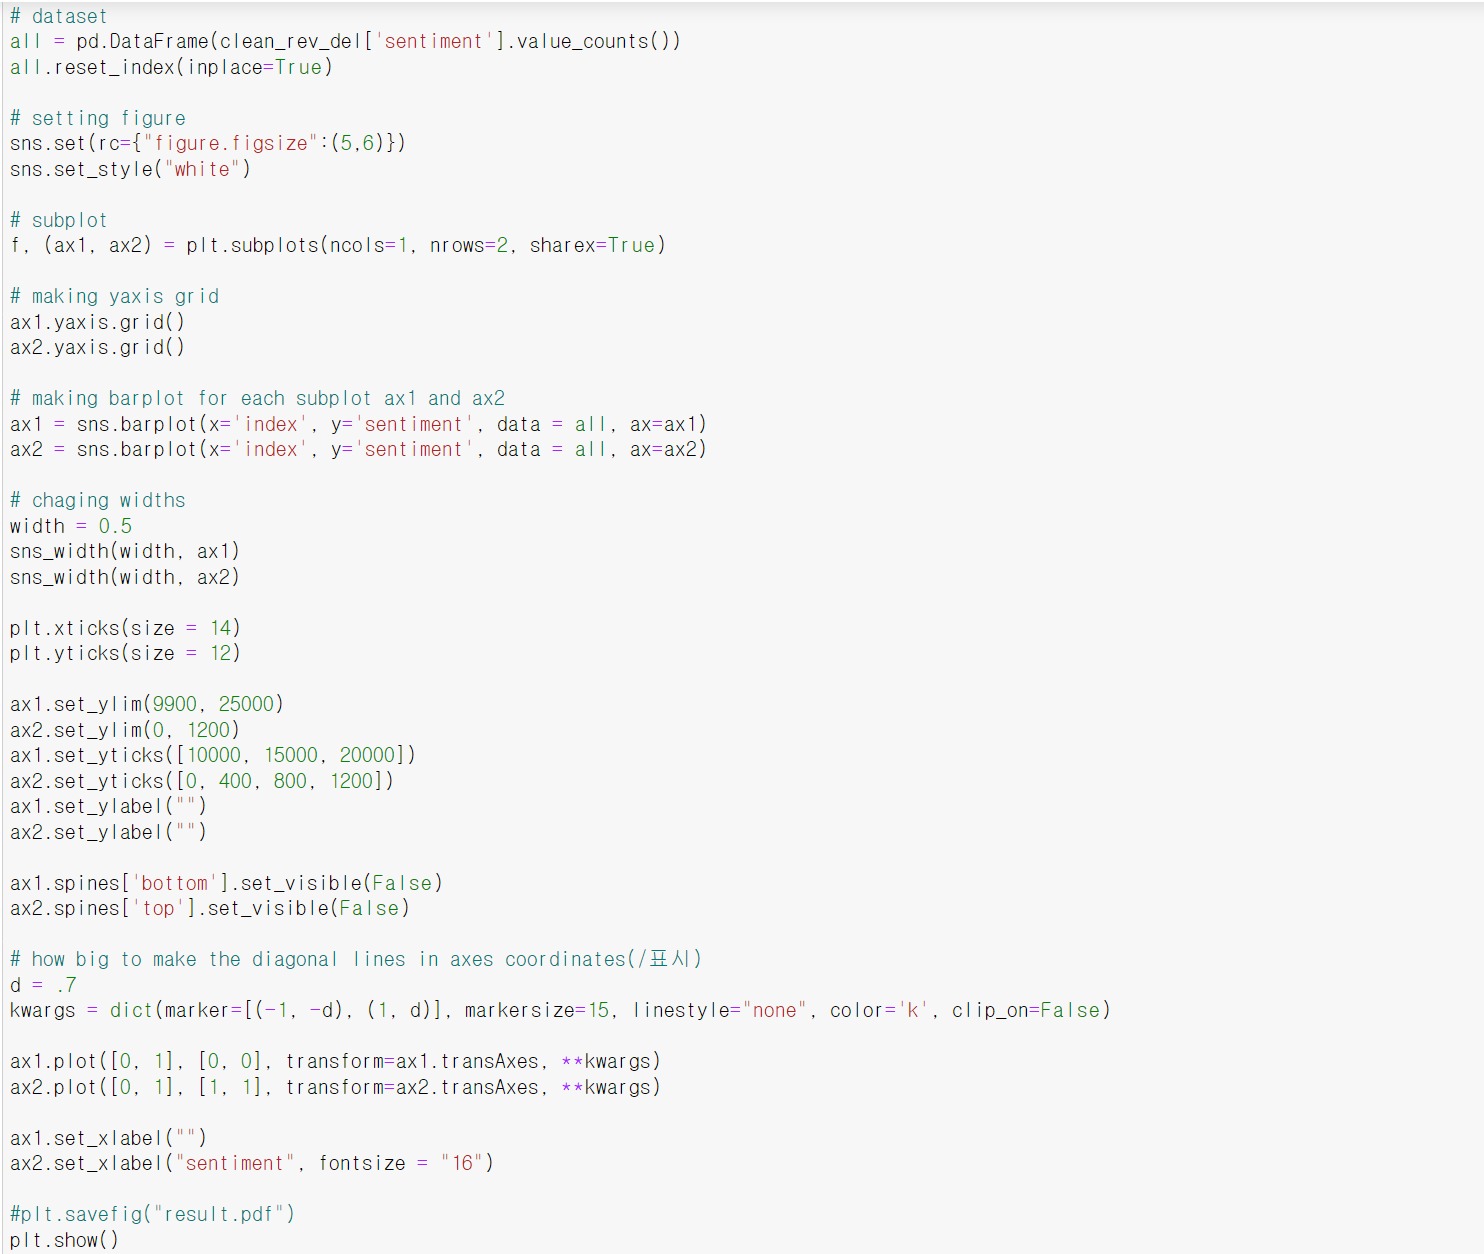 # dataset
all = pd.DataFrame(clean_rev_del['sentiment'].value_counts())
all.reset_index(inplace=True)
# setting figure
sns.set(rc={"figure.figsize":(5,6)})
sns.set_style("white")
# subplot
f, (ax1, ax2) = plt.subplots(ncols=1, nrows=2, sharex=True)
# making yaxis grid
ax1.yaxis.grid()
ax2.yaxis.grid()
# making barplot for each subplot ax1 and ax2
ax1 = sns.barplot(x='index', y='sentiment', data = all, ax=ax1)
ax2 = sns.barplot(x='index', y='sentiment', data = all, ax=ax2)
# chaging widths
width = 0.5
sns_width(width, ax1)
sns_width(width, ax2)
plt.xticks(size = 14)
plt.yticks(size = 12)
ax1.set_ylim(9900, 25000)
ax2.set_ylim(0, 1200)
ax1.set_yticks([10000, 15000, 20000])
ax2.set_yticks([0, 400, 800, 1200])
ax1.set_ylabel("")
ax2.set_ylabel("")
ax1.spines['bottom'].set_visible(False)
ax2.spines['top'].set_visible(False)
# how big to make the diagonal lines in axes coordinates(/표시)
d = .7
kwargs = dict(marker=[(-1, -d), (1, d)], markersize=15, linestyle="none", color='k', clip_on=False)
ax1.plot([0, 1], [0, 0], transform=ax1.transAxes, **kwargs)
ax2.plot([0, 1], [1, 1], transform=ax2.transAxes, **kwargs)
ax1.set_xlabel("")
ax2.set_xlabel("sentiment", fontsize = "16")
#plt.savefig("result.pdf")
plt.show()